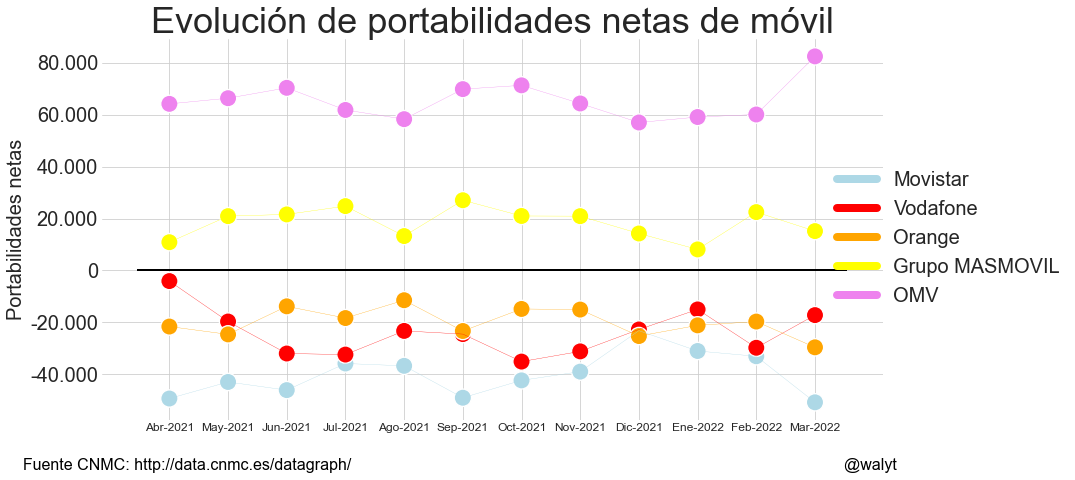 Evolución de portabilidades netas de móvil
Portabilidades netas
80.000
60.000
40.000
20.000
0
-20.000
-40.000
Movistar
Vodafone
Orange
Grupo MASMOVIL
OMV
Abr-2021 May-2021 Jun-2021 Jul-2021 Ago-2021 Sep-2021 Oct-2021 Nov-2021 Dic-2021 Ene-2022 Feb-2022 Mar-2022
Fuente CNMC: http://data.cnmc.es/datagraph/ @walyt